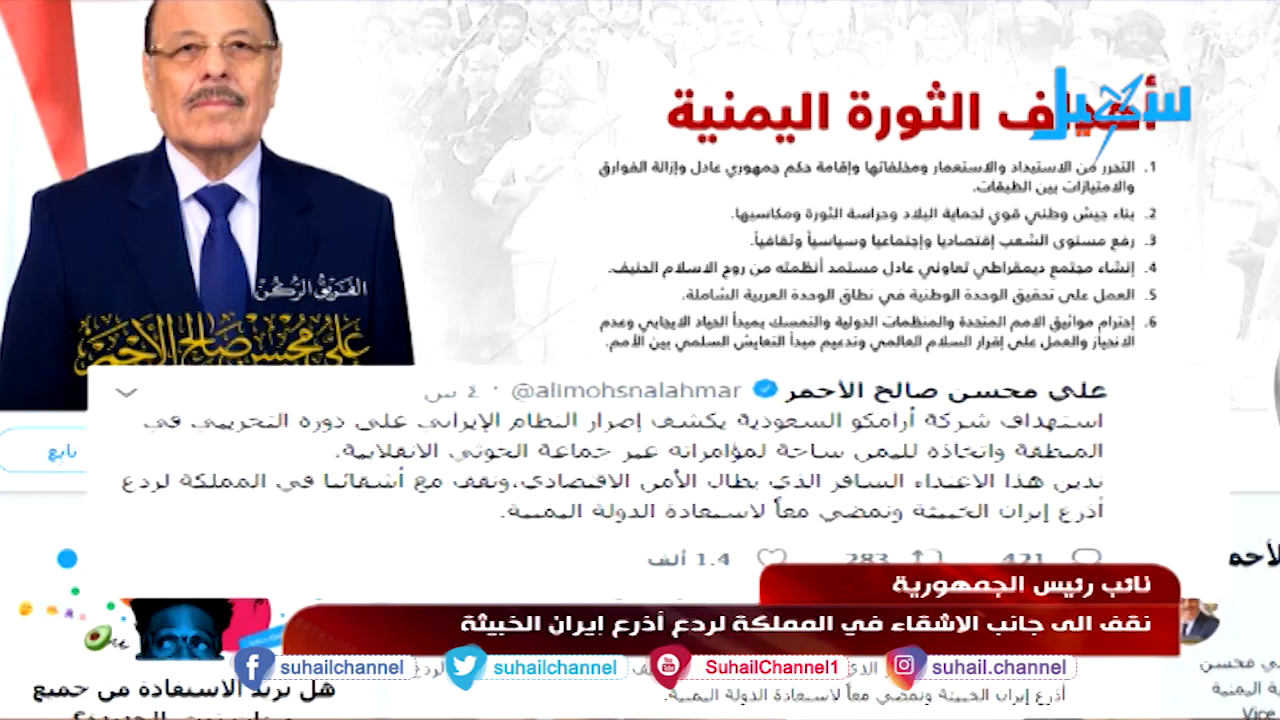 سهيل
أهداف الثورة اليمنية
1. التحرر من الاستبداد والاستعمار ومخلفاتها وإقامة حكم جمهوري عادل وإزالة الفوارق
والامتيازات بين الطبقات.
2. بناء جيش وطني قوي لحماية البلاد وحراسة الثورة ومكاسبها.
3. رفع مستوى الشعب إقتصاديا وإجتماعيا وسياسياً وثقافياً.
4. إنشاء مجتمع ديمقراطي تعاوني عادل مستمد أنظمته من روح الاسلام الحنيف.
5. العمل على تحقيق الوحدة الوطنية في نطاق الوحدة العربية الشاملة.
6. إحترام مواثيق الامم المتحدة والمنظمات الدولية والتمسك بمبدأ الحياد الايجابي وعدم
الانحياز والعمل على إقرار السلام العالمي وتدعيم مبدأ التعايش السلمي بين الأمم.
الفريق الركن
علي محسن صالح الأحمر
علي محسن صالح الأحمر @alimohsnalahmar · ٤ س
استهداف شركة أرامكو السعودية يكشف إصرار النظام الإيراني على دوره التخريبي في
المنطقة واتخاذه لليمن ساحة لمؤامراته عبر جماعة الحوثي الانقلابية.
ندين هذا الاعتداء السافر الذي يطال الأمن الاقتصادي،ونقف مع أشقائنا في المملكة لردع
أذرع إيران الخبيثة ونمضي معاً لاستعادة الدولة اليمنية.
تابع
421 283 1.4 ألف
نائب رئيس الجمهورية
نقف الى جانب الاشقاء في المملكة لردع أذرع إيران الخبيثة
suhailchannel
suhailchannel
SuhailChannel1
suhail.channel
هل تريد الاستفادة من جميع
أذرع إيران الخبيثة ونمضي معاً لاستعادة الدولة اليمنية.
ي محسن
ة اليمنية
Vice